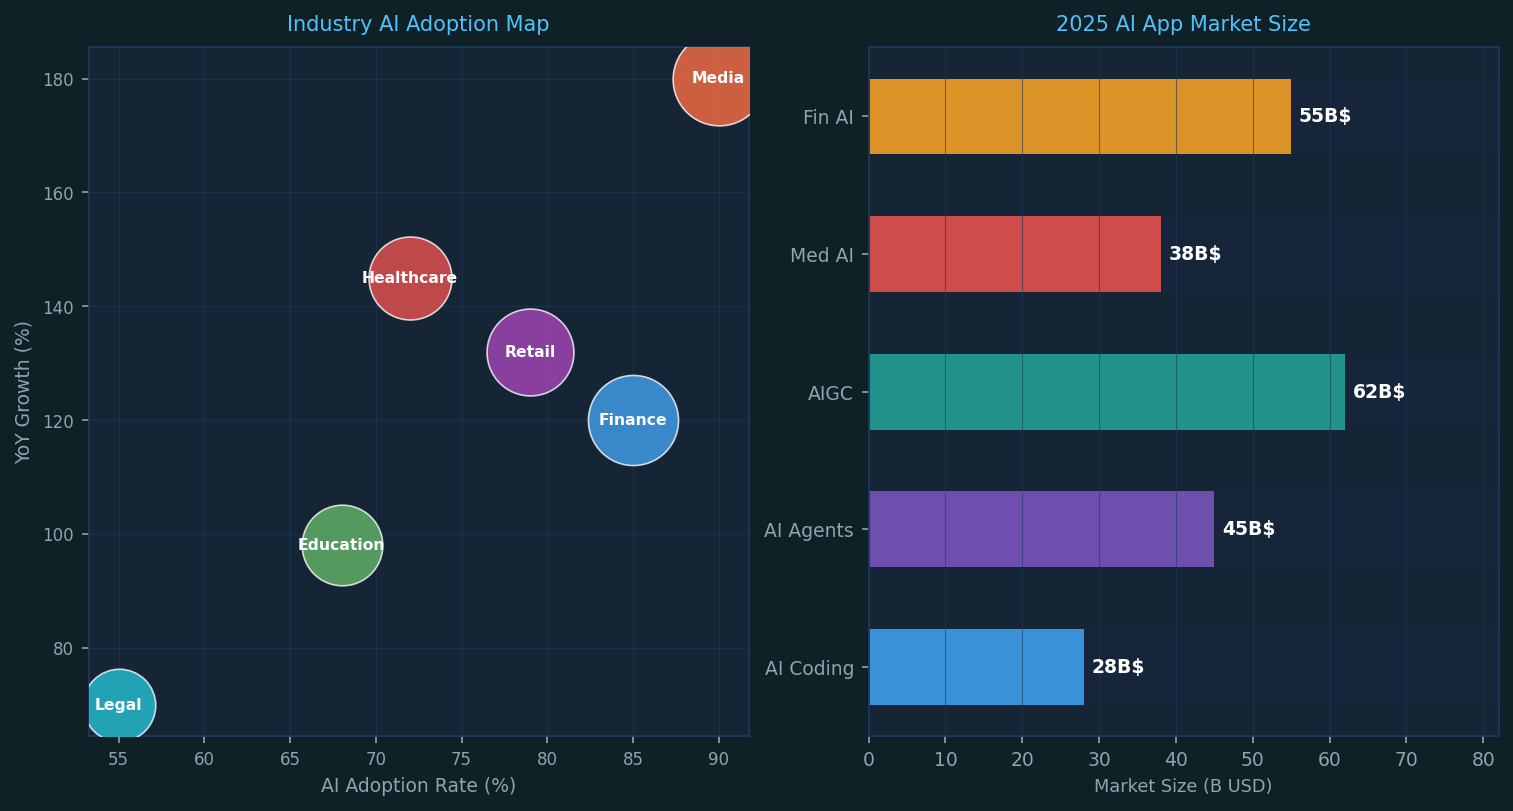 Industry AI Adoption Map
180
160
140
120
100
80
YoY Growth (%)
Media
Healthcare
Retail
Finance
Education
Legal
55
60
65
70
75
80
85
90
AI Adoption Rate (%)
2025 AI App Market Size
Fin AI
55B$
Med AI
38B$
AIGC
62B$
AI Agents
45B$
AI Coding
28B$
0
10
20
30
40
50
60
70
80
Market Size (B USD)